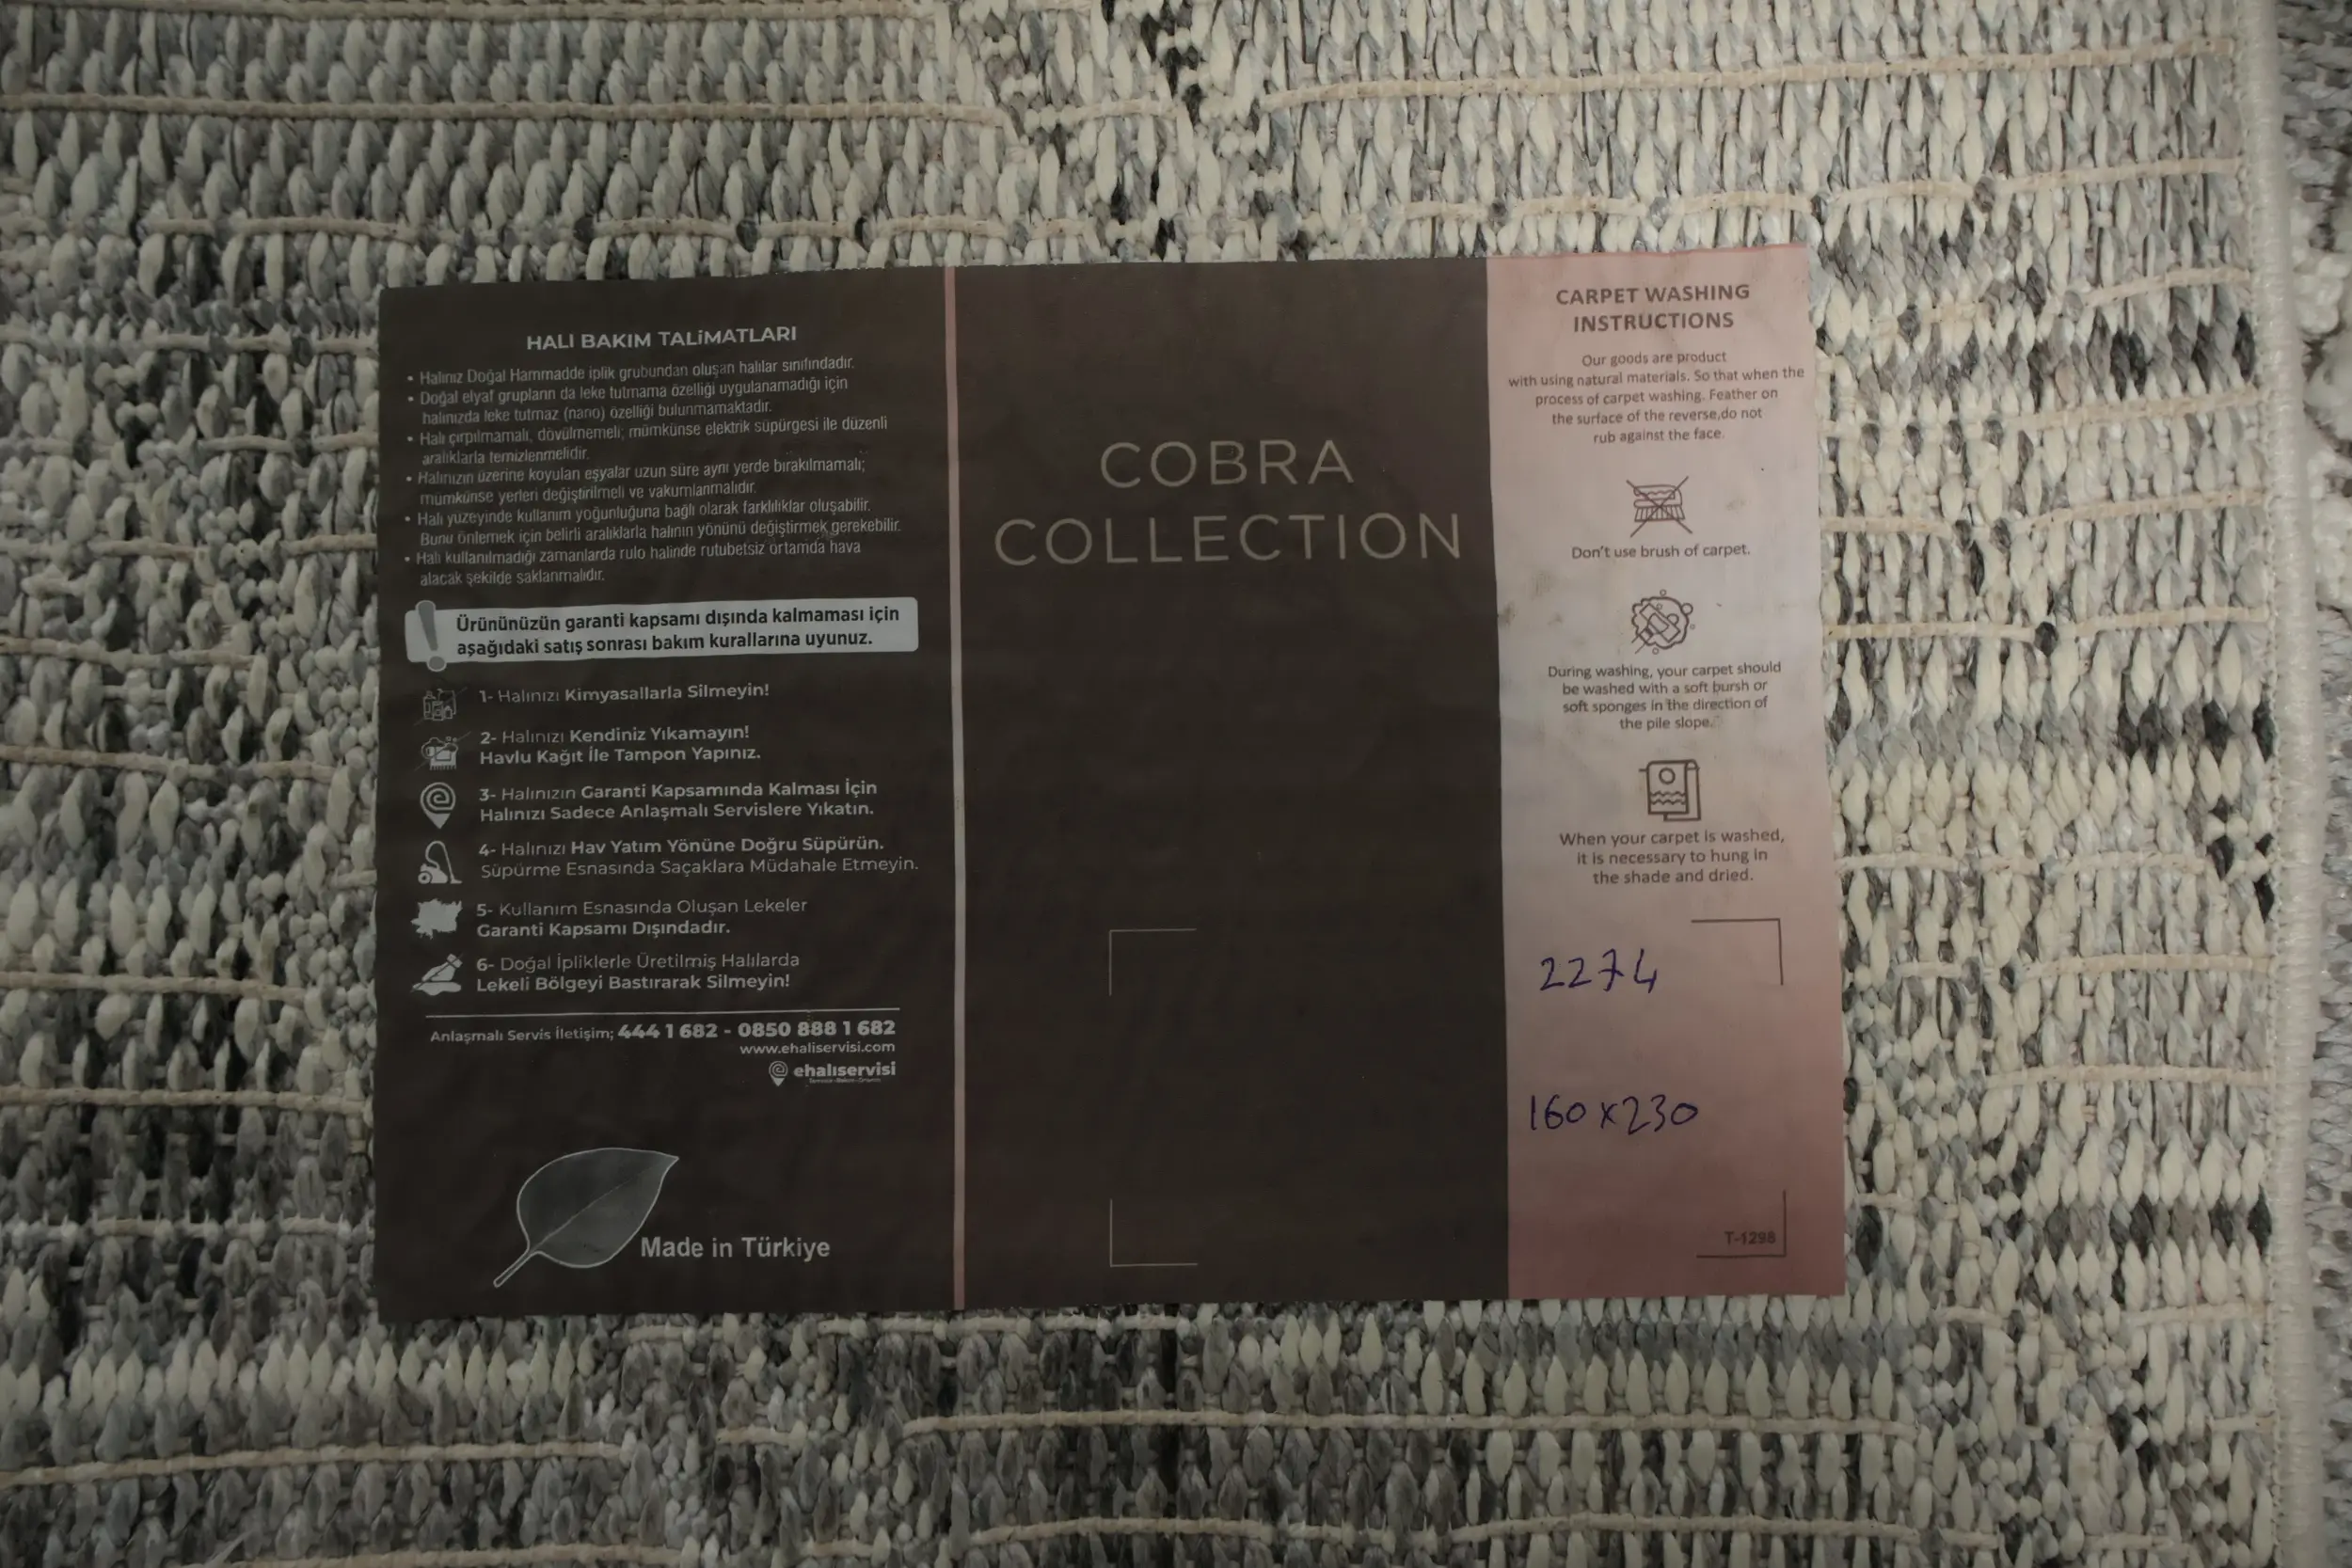 HALI BAKIM TALİMATLARI
• Halınız Doğal Hammadde iplik grubundan oluşan halılar sınıfındadır.
• Doğal elyaf grupların da leke tutmama özelliği uygulanamadığı için
halınızda leke tutmaz (nano) özelliği bulunmamaktadır.
• Halı çırpılmamalı, dövülmemeli; mümkünse elektrik süpürgesi ile düzenli
aralıklarla temizlenmelidir.
• Halınızın üzerine koyulan eşyalar uzun süre aynı yerde bırakılmamalı;
mümkünse yerleri değiştirilmeli ve vakumlanmalıdır.
• Halı yüzeyinde kullanım yoğunluğuna bağlı olarak farklılıklar oluşabilir.
Bunu önlemek için belirli aralıklarla halının yönünü değiştirmek gerekebilir.
• Halı kullanılmadığı zamanlarda rulo halinde rutubetsiz ortamda hava
alacak şekilde saklanmalıdır.
Ürününüzün garanti kapsamı dışında kalmaması için
aşağıdaki satış sonrası bakım kurallarına uyunuz.
1- Halınızı Kimyasallarla Silmeyin!
2- Halınızı Kendiniz Yıkamayın!
Havlu Kağıt İle Tampon Yapınız.
3- Halınızın Garanti Kapsamında Kalması İçin
Halınızı Sadece Anlaşmalı Servislere Yıkatın.
4- Halınızı Hav Yatım Yönüne Doğru Süpürün.
Süpürme Esnasında Saçaklara Müdahale Etmeyin.
5- Kullanım Esnasında Oluşan Lekeler
Garanti Kapsamı Dışındadır.
6- Doğal İpliklerle Üretilmiş Halılarda
Lekeli Bölgeyi Bastırarak Silmeyin!
Anlaşmalı Servis İletişim; 444 1 682 - 0850 888 1 682
www.ehaliservisi.com
ehalıservisi
Made in Türkiye
COBRA
COLLECTION
CARPET WASHING
INSTRUCTIONS
Our goods are product
with using natural materials. So that when the
process of carpet washing. Feather on
the surface of the reverse,do not
rub against the face.
Don't use brush of carpet.
During washing, your carpet should
be washed with a soft bursh or
soft sponges in the direction of
the pile slope.
When your carpet is washed,
it is necessary to hung in
the shade and dried.
2274
160x230
T-1298